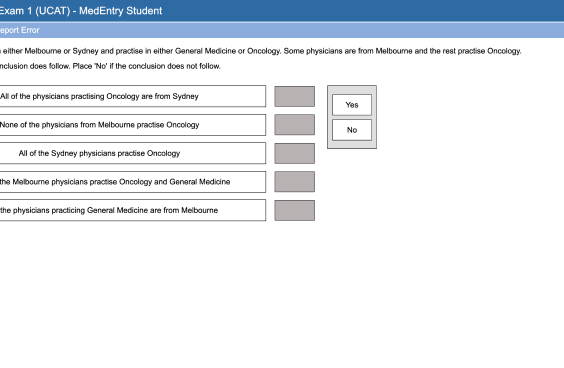 Exam 1 (UCAT) - MedEntry Student
eport Error
either Melbourne or Sydney and practise in either General Medicine or Oncology. Some physicians are from Melbourne and the rest practise Oncology.
nclusion does follow. Place 'No' if the conclusion does not follow.
All of the physicians practising Oncology are from Sydney
Yes
None of the physicians from Melbourne practise Oncology
No
All of the Sydney physicians practise Oncology
the Melbourne physicians practise Oncology and General Medicine
the physicians practicing General Medicine are from Melbourne